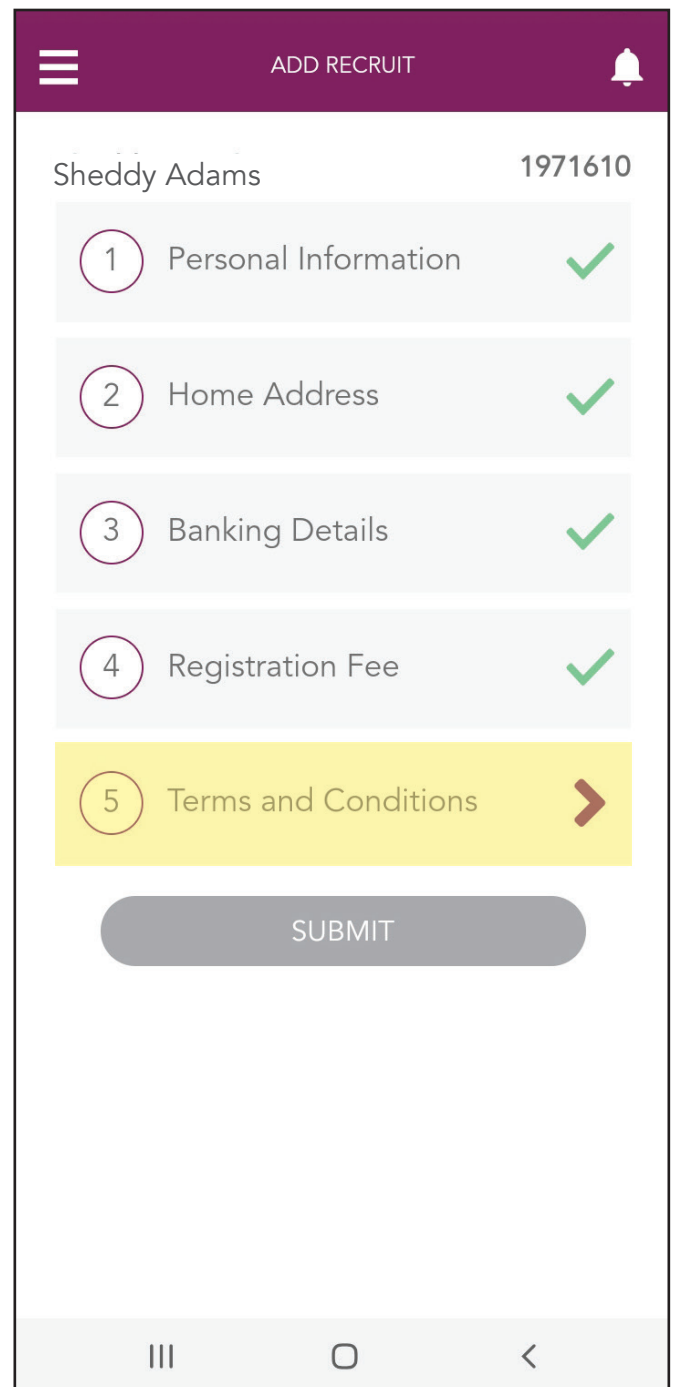 ADD RECRUIT
Sheddy Adams 1971610
1 Personal Information
2 Home Address
3 Banking Details
4 Registration Fee
5 Terms and Conditions
SUBMIT